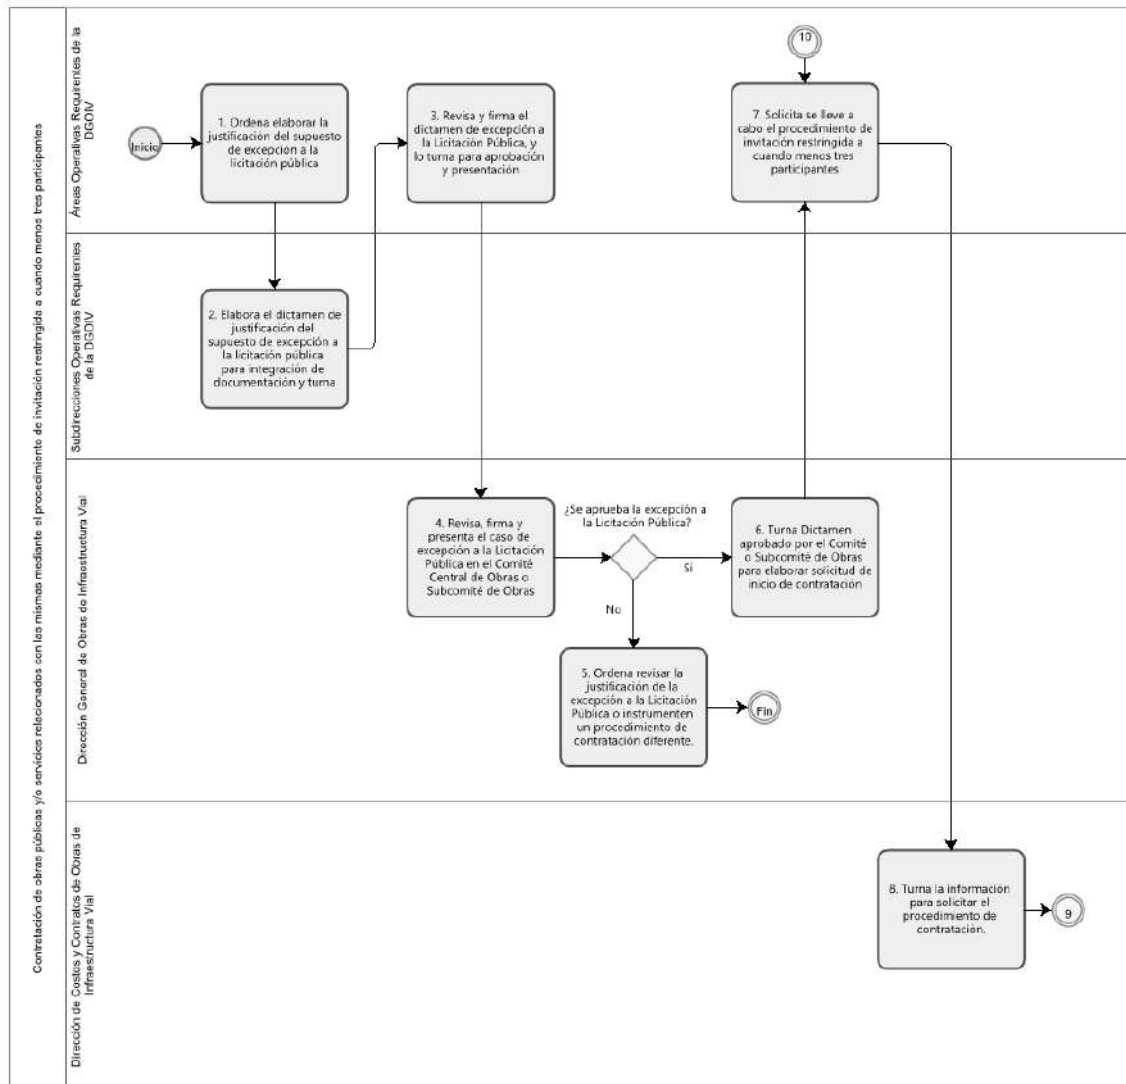 Contratación de obras públicas y/o servicios relacionados con las mismas mediante el procedimiento de invitación restringida a cuando menos tres participantes
Áreas Operativas Requirentes de la
DGOIV
Inicio
1. Ordena elaborar la
justificación del supuesto
de excepción a la
licitación pública
3. Revisa y firma el
dictamen de excepción a
la Licitación Pública, y
lo turna para aprobación
y presentación
10
7. Solicita se lleve a
cabo el procedimiento de
invitación restringida a
cuando menos tres
participantes
Subdirecciones Operativas Requirentes
de la DGOIV
2. Elabora el dictamen de
justificación del
supuesto de excepción a
la licitación pública
para integración de
documentación y turna
Dirección General de Obras de Infraestructura Vial
4. Revisa, firma y
presenta el caso de
excepción a la Licitación
Pública en el Comité
Central de Obras o
Subcomité de Obras
¿Se aprueba la excepción a
la Licitación Pública?
Si
No
6. Turna Dictamen
aprobado por el Comité
o Subcomité de Obras
para elaborar solicitud de
inicio de contratación
5. Ordena revisar la
justificación de la
excepción a la Licitación
Pública o instrumenten
un procedimiento de
contratación diferente.
Fin
Dirección de Costos y Contratos de Obras de
Infraestructura Vial
8. Turna la información
para solicitar el
procedimiento de
contratación.
9